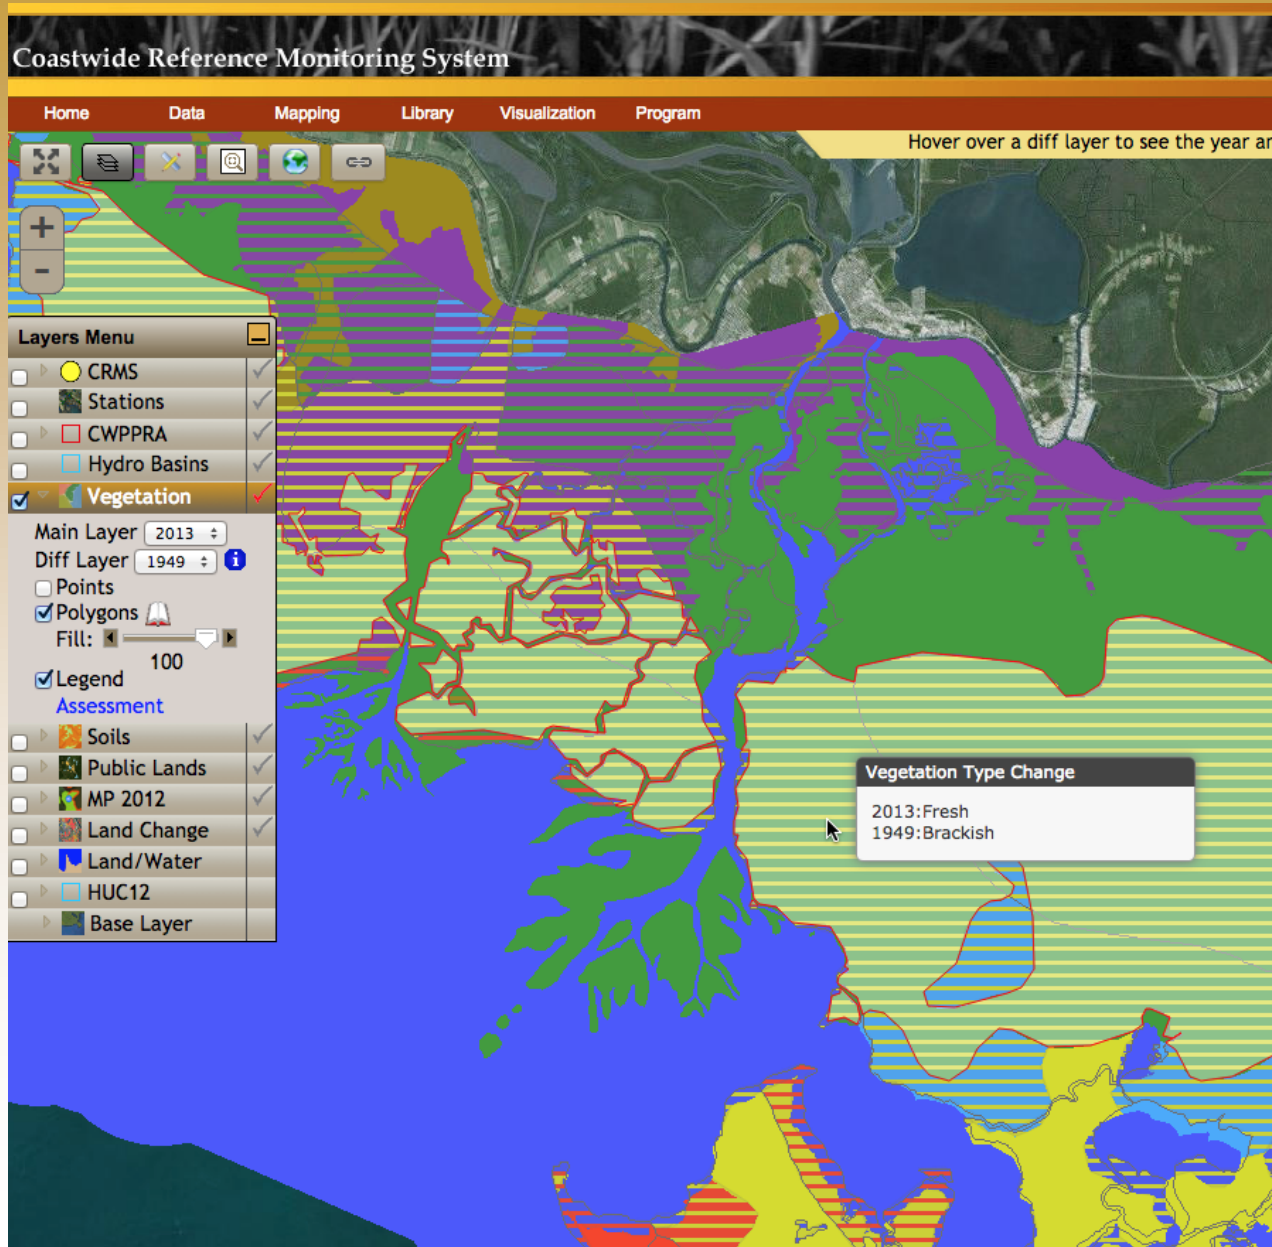 Coastwide Reference Monitoring System
Home Data Mapping Library Visualization Program
Hover over a diff layer to see the year
+
-
Layers Menu
CRMS
Stations
CWPPRA
Hydro Basins
Vegetation
Main Layer 2013
Diff Layer 1949 i
Points
Polygons
Fill:
100
Legend
Assessment
Soils
Public Lands
MP 2012
Land Change
Land/Water
HUC12
Base Layer
Vegetation Type Change
2013:Fresh
1949:Brackish